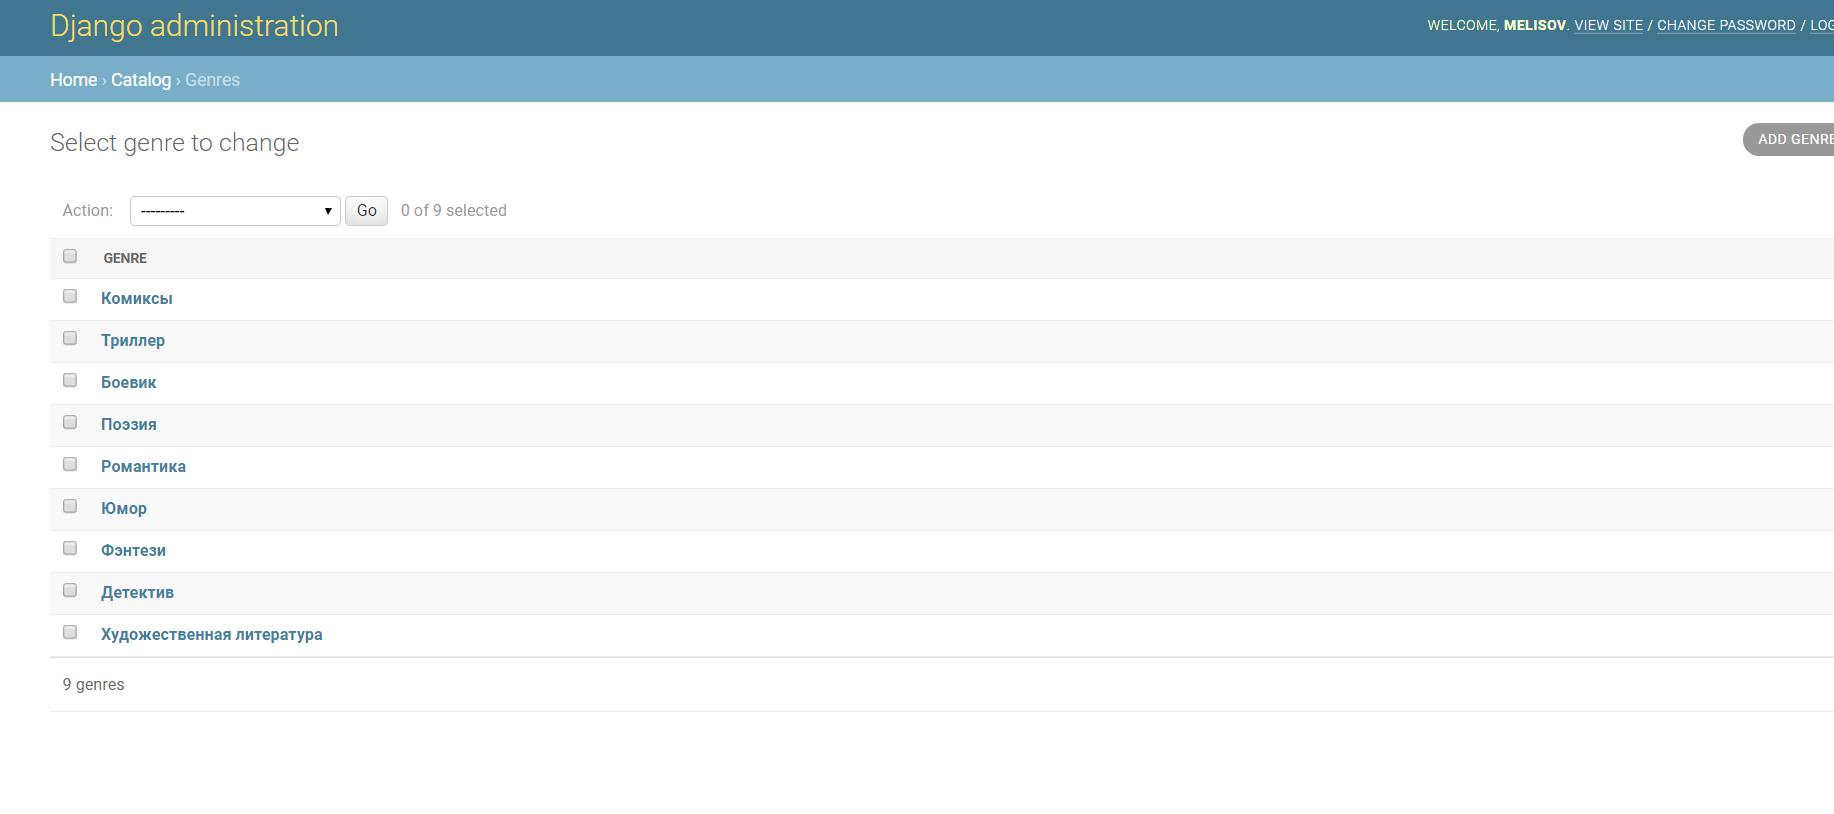 Django administration
WELCOME, MELISOV. VIEW SITE / CHANGE PASSWORD /
Home › Catalog › Genres
Select genre to change
ADD GENRE
Action: --------- Go 0 of 9 selected
GENRE
Комиксы
Триллер
Боевик
Поэзия
Романтика
Юмор
Фэнтези
Детектив
Художественная литература
9 genres